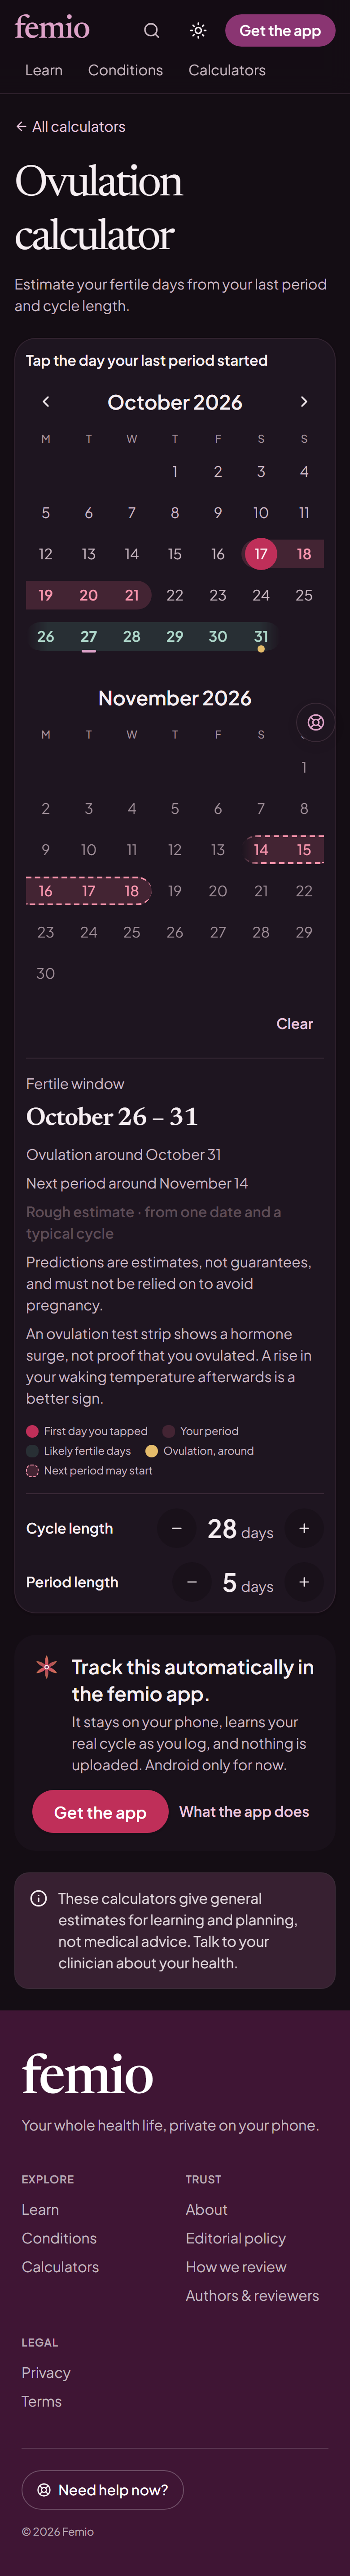 femio
Get the app
Learn Conditions Calculators
← All calculators
Ovulation
calculator
Estimate your fertile days from your last period
and cycle length.
Tap the day your last period started
October 2026
M T W T F S S
1 2 3 4
5 6 7 8 9 10 11
12 13 14 15 16 17 18
19 20 21 22 23 24 25
26 27 28 29 30 31
November 2026
M T W T F S
1
2 3 4 5 6 7 8
9 10 11 12 13 14 15
16 17 18 19 20 21 22
23 24 25 26 27 28 29
30
Clear
Fertile window
October 26 – 31
Ovulation around October 31
Next period around November 14
Rough estimate · from one date and a
typical cycle
Predictions are estimates, not guarantees,
and must not be relied on to avoid
pregnancy.
An ovulation test strip shows a hormone
surge, not proof that you ovulated. A rise in
your waking temperature afterwards is a
better sign.
First day you tapped Your period
Likely fertile days Ovulation, around
Next period may start
Cycle length − 28 days +
Period length − 5 days +
Track this automatically in
the femio app.
It stays on your phone, learns your
real cycle as you log, and nothing is
uploaded. Android only for now.
Get the app What the app does
These calculators give general
estimates for learning and planning,
not medical advice. Talk to your
clinician about your health.
femio
Your whole health life, private on your phone.
EXPLORE TRUST
Learn About
Conditions Editorial policy
Calculators How we review
Authors & reviewers
LEGAL
Privacy
Terms
Need help now?
© 2026 Femio